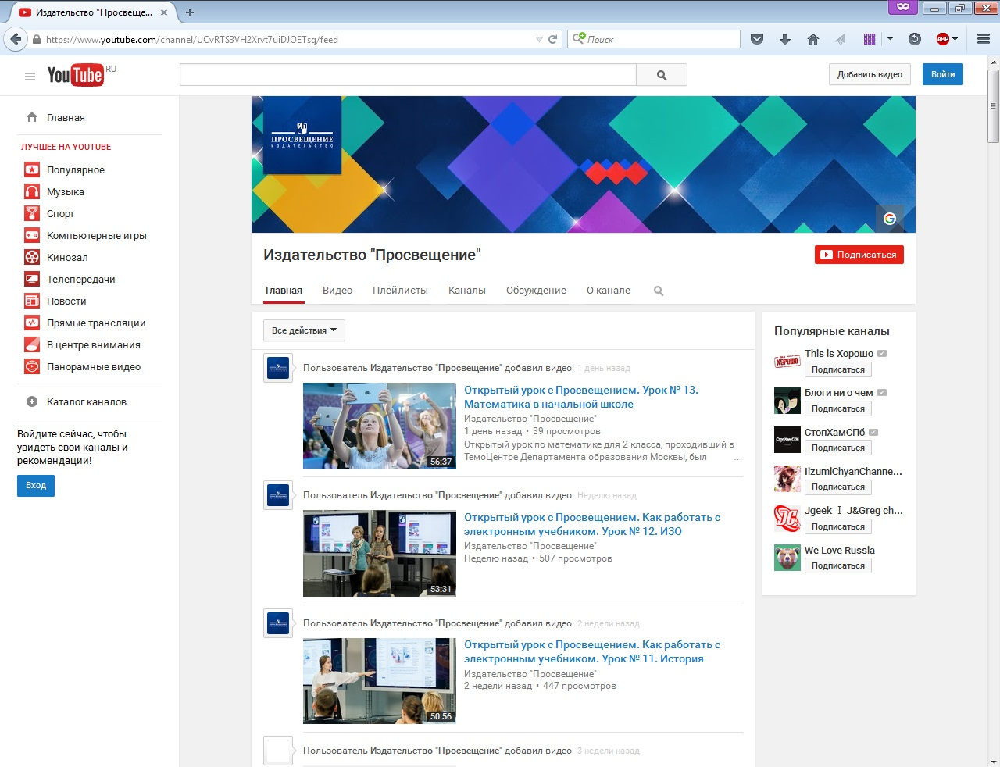 Издательство "Просвеще...
https://www.youtube.com/channel/UCvRTS3VH2Xrvt7uiDJOETsg/feed
Поиск
ABP
YouTube RU
Добавить видео
Войти
Главная
ЛУЧШЕЕ НА YOUTUBE
Популярное
Музыка
Спорт
Компьютерные игры
Кинозал
Телепередачи
Новости
Прямые трансляции
В центре внимания
Панорамные видео
Каталог каналов
Войдите сейчас, чтобы
увидеть свои каналы и
рекомендации!
Вход
ПРОСВЕЩЕНИЕ
ИЗДАТЕЛЬСТВО
Издательство "Просвещение"
Подписаться
Главная
Видео
Плейлисты
Каналы
Обсуждение
О канале
Все действия
Пользователь Издательство "Просвещение" добавил видео 1 день назад
56:37
Открытый урок с Просвещением. Урок № 13.
Математика в начальной школе
Издательство "Просвещение"
1 день назад • 39 просмотров
Открытый урок по математике для 2 класса, проходивший в
ТемоЦентре Департамента образования Москвы, был ...
Пользователь Издательство "Просвещение" добавил видео Неделю назад
53:31
Открытый урок с Просвещением. Как работать с
электронным учебником. Урок № 12. ИЗО
Издательство "Просвещение"
Неделю назад • 507 просмотров
Пользователь Издательство "Просвещение" добавил видео 2 недели назад
50:56
Открытый урок с Просвещением. Как работать с
электронным учебником. Урок № 11. История
Издательство "Просвещение"
2 недели назад • 447 просмотров
Пользователь Издательство "Просвещение" добавил видео 3 недели назад
Популярные каналы
This is Хорошо
Подписаться
Блоги ни о чем
Подписаться
СтопХамСПб
Подписаться
IizumiChyanChanne...
Подписаться
Jgeek I J&Greg ch...
Подписаться
We Love Russia
Подписаться